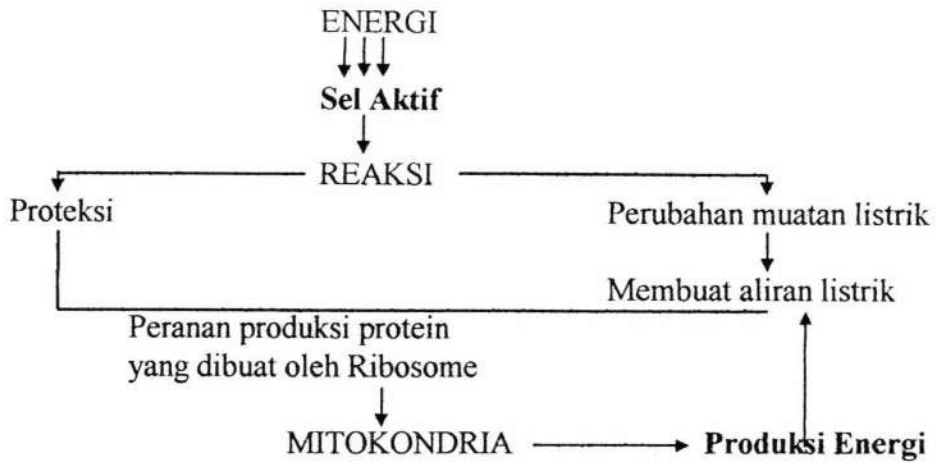 ENERGI
Sel Aktif
REAKSI
Proteksi
Perubahan muatan listrik
Membuat aliran listrik
Peranan produksi protein
yang dibuat oleh Ribosome
MITOKONDRIA
Produksi Energi